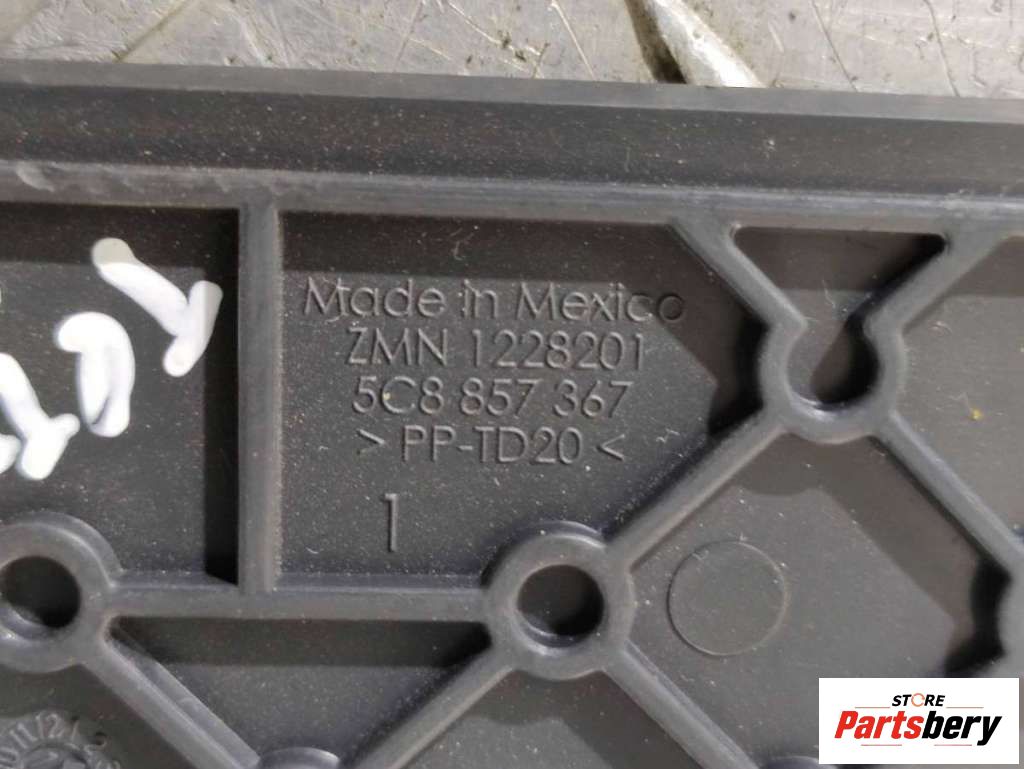 Made in Mexico
ZMN 1228201
5C8 857 367
> PP-TD20 <
1
STORE
Partsbery